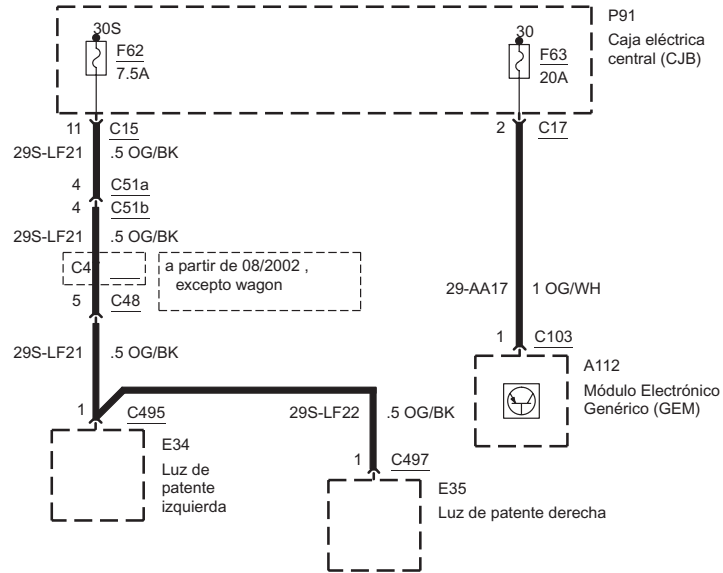 P91
Caja eléctrica
central (CJB)
30S
F62
7.5A
30
F63
20A
11 C15
2 C17
29S-LF21 .5 OG/BK
4 C51a
4 C51b
29S-LF21 .5 OG/BK
a partir de 08/2002 ,
excepto wagon
5 C48
29-AA17 1 OG/WH
29S-LF21 .5 OG/BK
1 C103
A112
Módulo Electrónico
Genérico (GEM)
1 C495
29S-LF22 .5 OG/BK
E34
Luz de
patente
izquierda
1 C497
E35
Luz de patente derecha